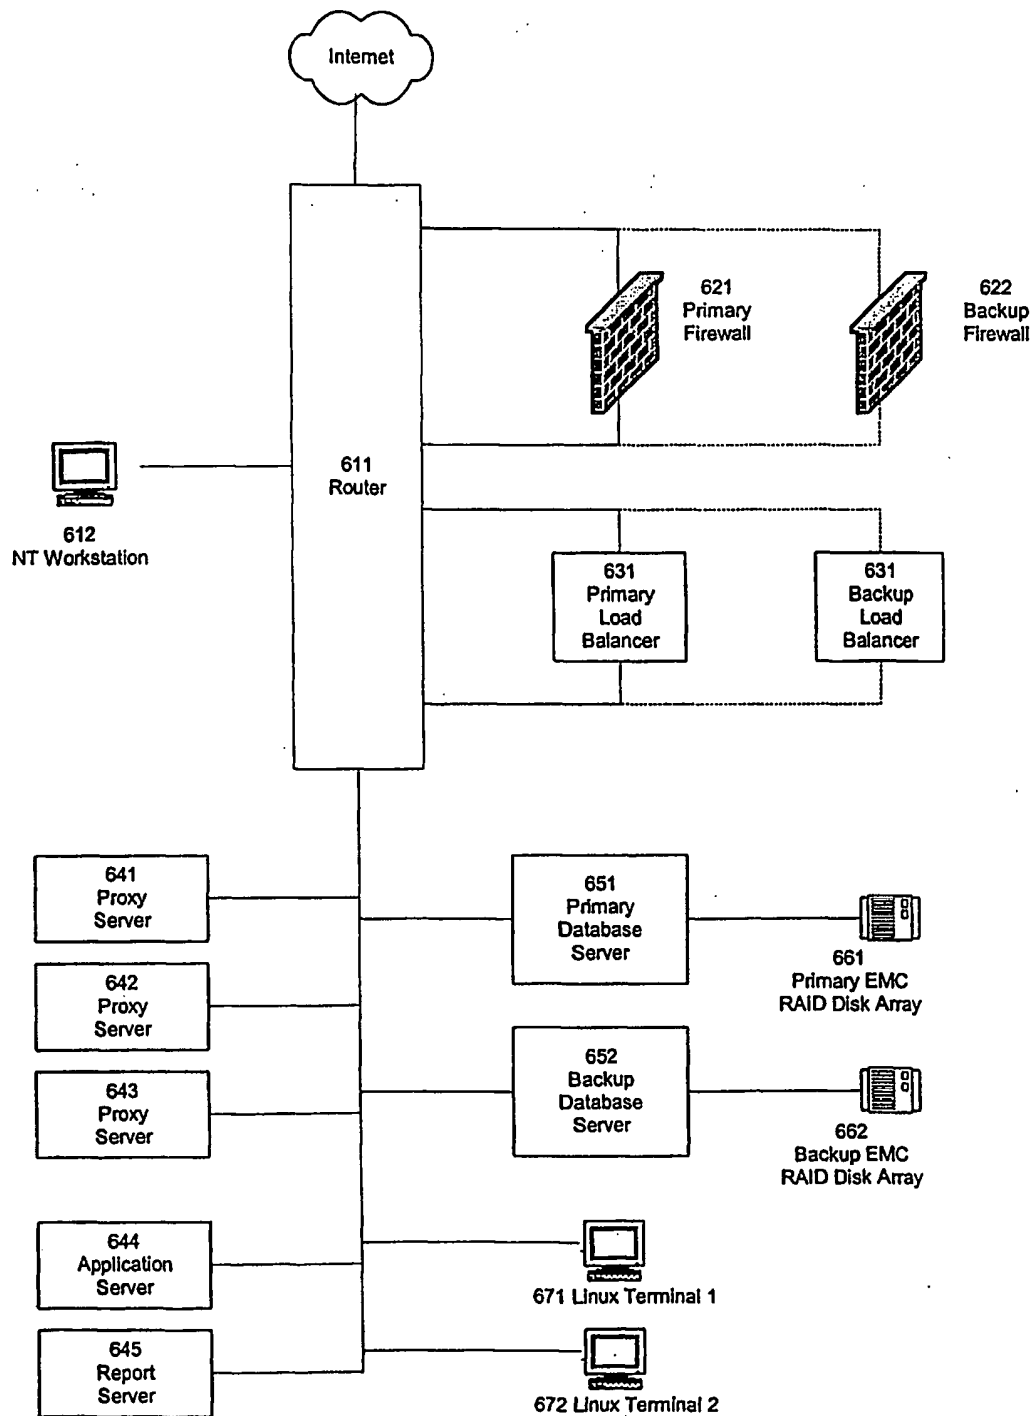 Internet
621
Primary
Firewall
622
Backup
Firewall
611
Router
612
NT Workstation
631
Primary
Load
Balancer
631
Backup
Load
Balancer
641
Proxy
Server
651
Primary
Database
Server
661
Primary EMC
RAID Disk Array
642
Proxy
Server
652
Backup
Database
Server
643
Proxy
Server
662
Backup EMC
RAID Disk Array
644
Application
Server
671 Linux Terminal 1
645
Report
Server
672 Linux Terminal 2